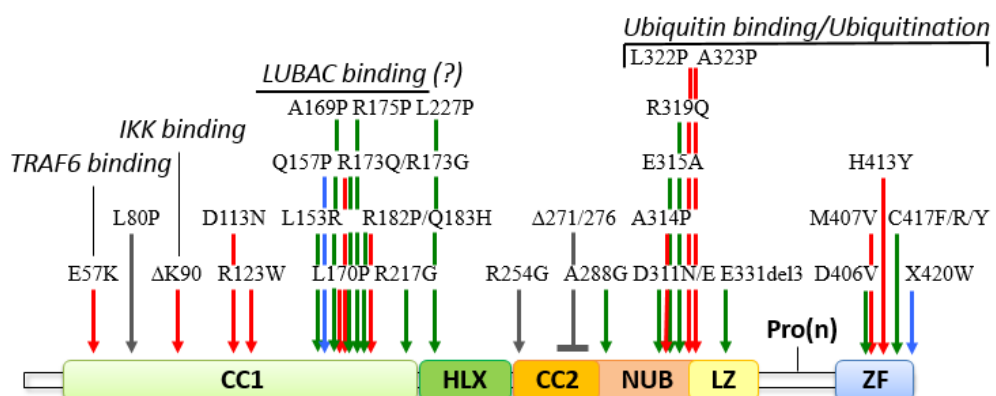 Ubiquitin binding/Ubiquitination
L322P A323P
LUBAC binding (?)
A169P R175P L227P R319Q
IKK binding
TRAF6 binding Q157P R173Q/R173G E315A H413Y
L80P D113N L153R R182P/Q183H Δ271/276 A314P M407V C417F/R/Y
E57K ΔK90 R123W L170P R217G R254G A288G D311N/E E331del3 D406V X420W
Pro(n)
CC1 HLX CC2 NUB LZ ZF